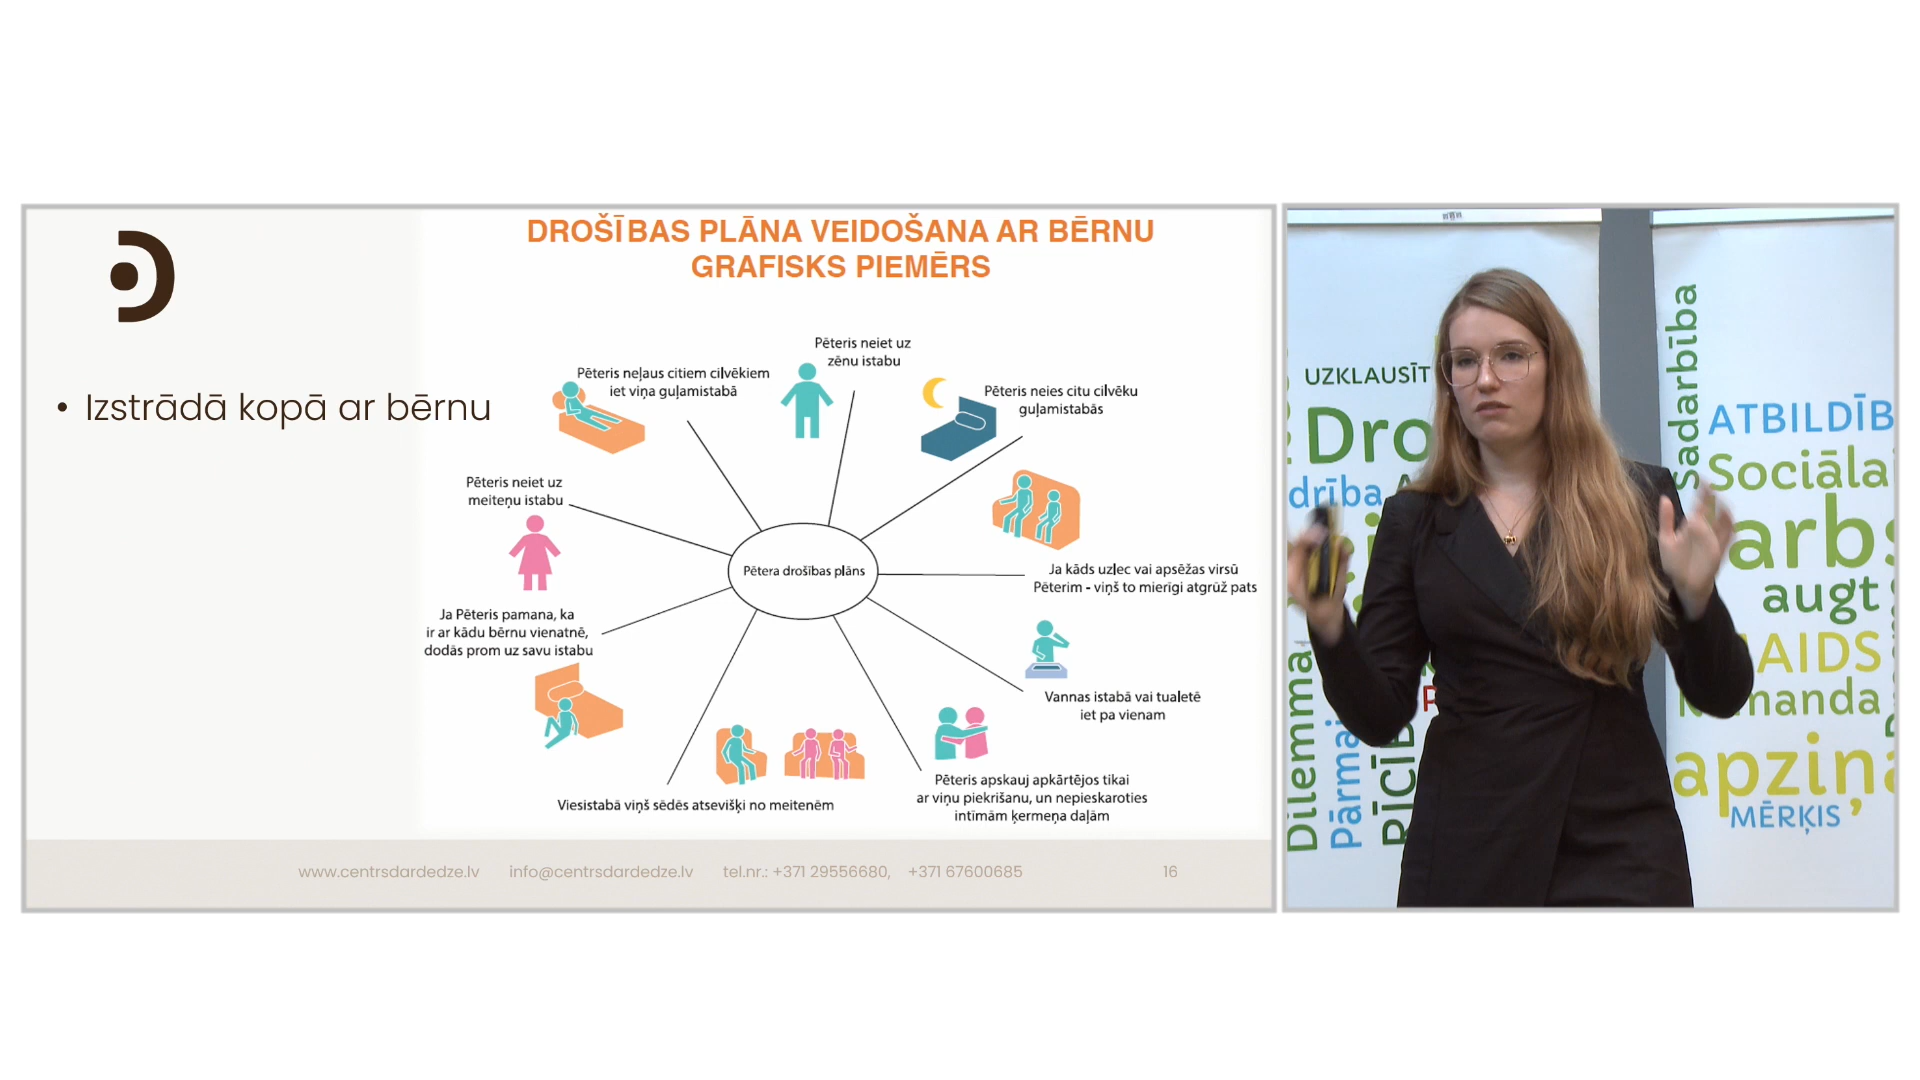 DROŠĪBAS PLĀNA VEIDOŠANA AR BĒRNU
GRAFISKS PIEMĒRS
• Izstrādā kopā ar bērnu
Pēteris neiet uz
zēnu istabu
Pēteris neļaus citiem cilvēkiem
iet viņa guļamistabā
Pēteris neies citu cilvēku
guļamistabās
Pēteris neiet uz
meiteņu istabu
Pētera drošības plāns
Ja kāds uzlec vai apsēžas virsū
Pēterim - viņš to mierīgi atgrūž pats
Ja Pēteris pamana, ka
ir ar kādu bērnu vienatnē,
dodās prom uz savu istabu
Vannas istabā vai tualetē
iet pa vienam
Viesistabā viņš sēdēs atsevišķi no meitenēm
Pēteris apskauj apkārtējos tikai
ar viņu piekrišanu, un nepieskaroties
intīmām ķermeņa daļām
www.centrsdardedze.lv info@centrsdardedze.lv tel.nr.: +371 29556680, +371 67600685 16
UZKLAUSĪT
Dro
drība
Dilemma
Pārmai
RĪCĪB
Sadarbība
ATBILDĪB
Sociāla
arbs
augt
AIDS
manda
apziņa
MĒRĶIS